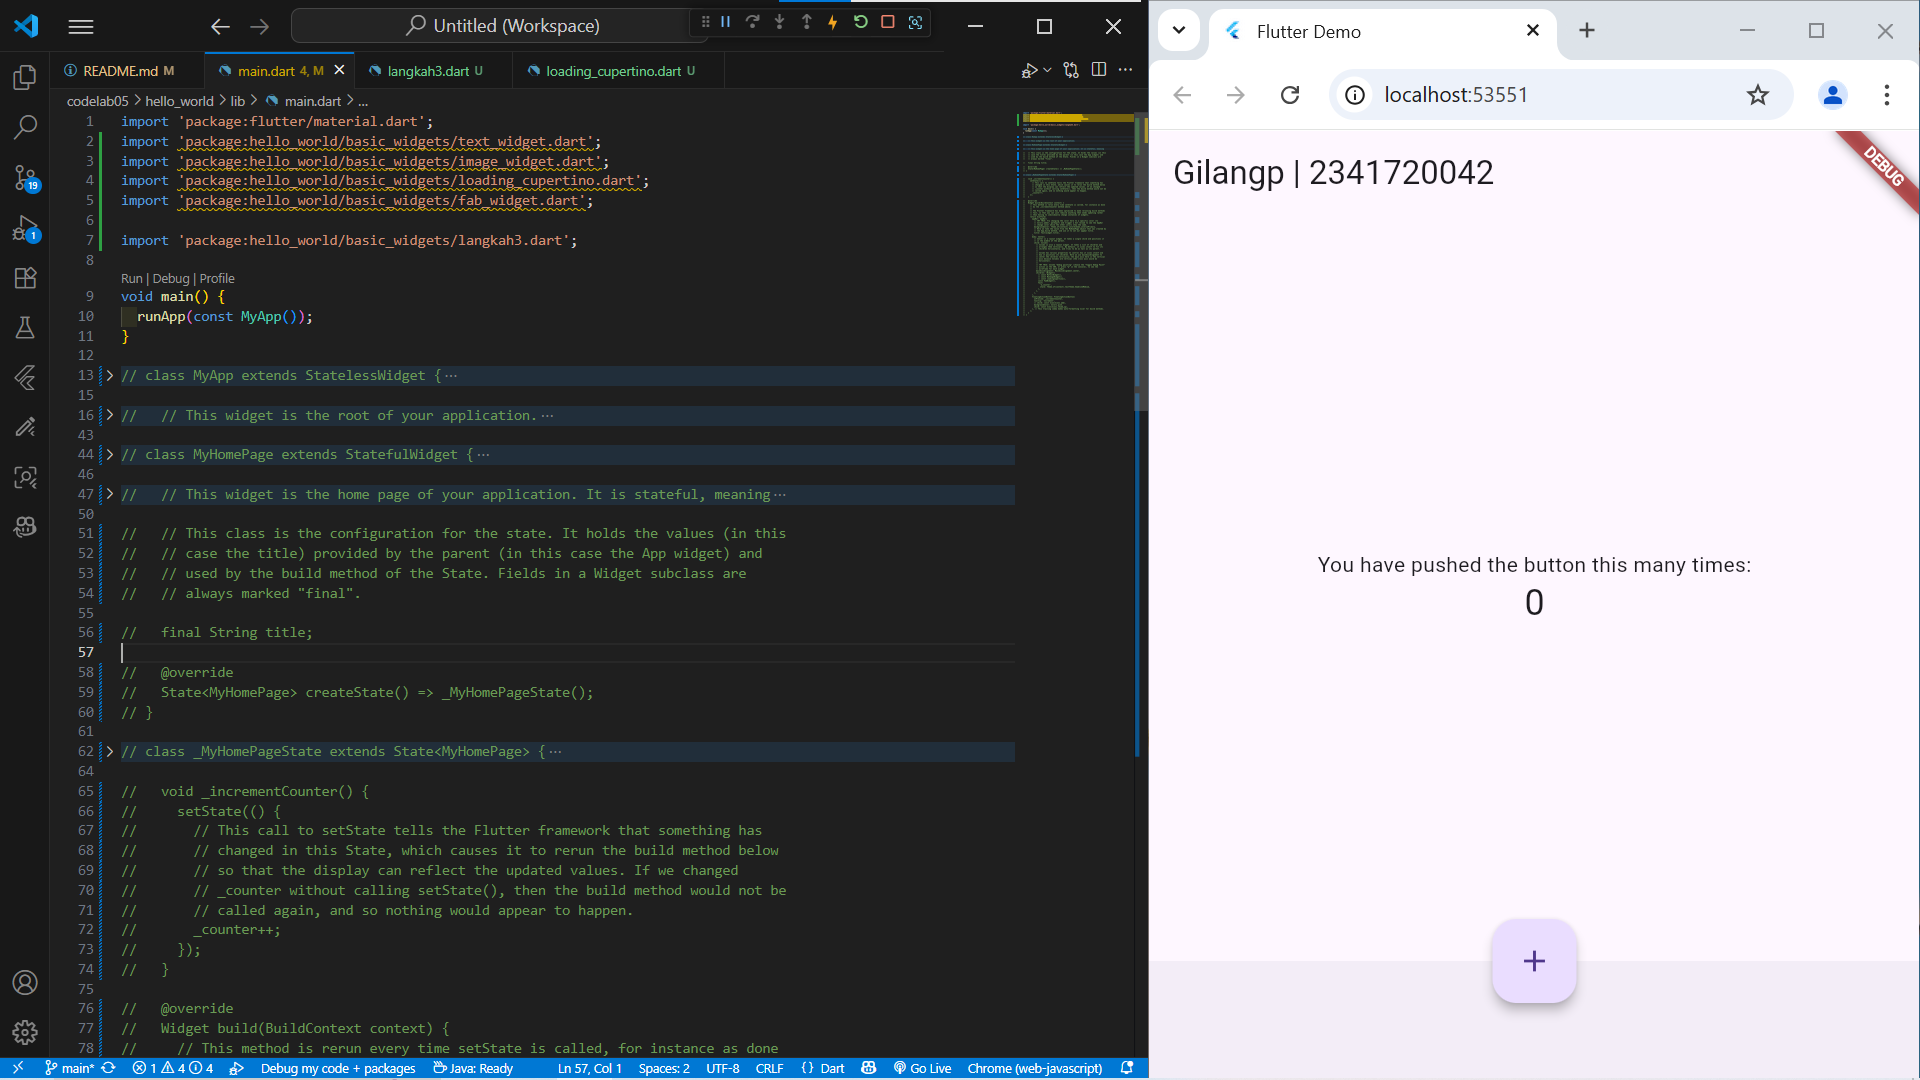 Untitled (Workspace)
README.md M
main.dart 4, M
langkah3.dart U
loading_cupertino.dart U
codelab05 > hello_world > lib > main.dart > ...
1 import 'package:flutter/material.dart';
2 import 'package:hello_world/basic_widgets/text_widget.dart';
3 import 'package:hello_world/basic_widgets/image_widget.dart';
4 import 'package:hello_world/basic_widgets/loading_cupertino.dart';
5 import 'package:hello_world/basic_widgets/fab_widget.dart';
6
7 import 'package:hello_world/basic_widgets/langkah3.dart';
8
Run | Debug | Profile
9 void main() {
10 runApp(const MyApp());
11 }
12
13 // class MyApp extends StatelessWidget { ···
15
16 // // This widget is the root of your application. ···
43
44 // class MyHomePage extends StatefulWidget { ···
46
47 // // This widget is the home page of your application. It is stateful, meaning ···
50
51 // // This class is the configuration for the state. It holds the values (in this
52 // // case the title) provided by the parent (in this case the App widget) and
53 // // used by the build method of the State. Fields in a Widget subclass are
54 // // always marked "final".
55
56 // final String title;
57
58 // @override
59 // State<MyHomePage> createState() => _MyHomePageState();
60 // }
61
62 // class _MyHomePageState extends State<MyHomePage> { ···
64
65 // void _incrementCounter() {
66 // setState(() {
67 // // This call to setState tells the Flutter framework that something has
68 // // changed in this State, which causes it to rerun the build method below
69 // // so that the display can reflect the updated values. If we changed
70 // // _counter without calling setState(), then the build method would not be
71 // // called again, and so nothing would appear to happen.
72 // _counter++;
73 // });
74 // }
75
76 // @override
77 // Widget build(BuildContext context) {
78 // // This method is rerun every time setState is called, for instance as done
19
1
main* 1 4 4 Debug my code + packages Java: Ready Ln 57, Col 1 Spaces: 2 UTF-8 CRLF {} Dart Go Live Chrome (web-javascript)
Flutter Demo
localhost:53551
DEBUG
Gilangp | 2341720042
You have pushed the button this many times:
0
+